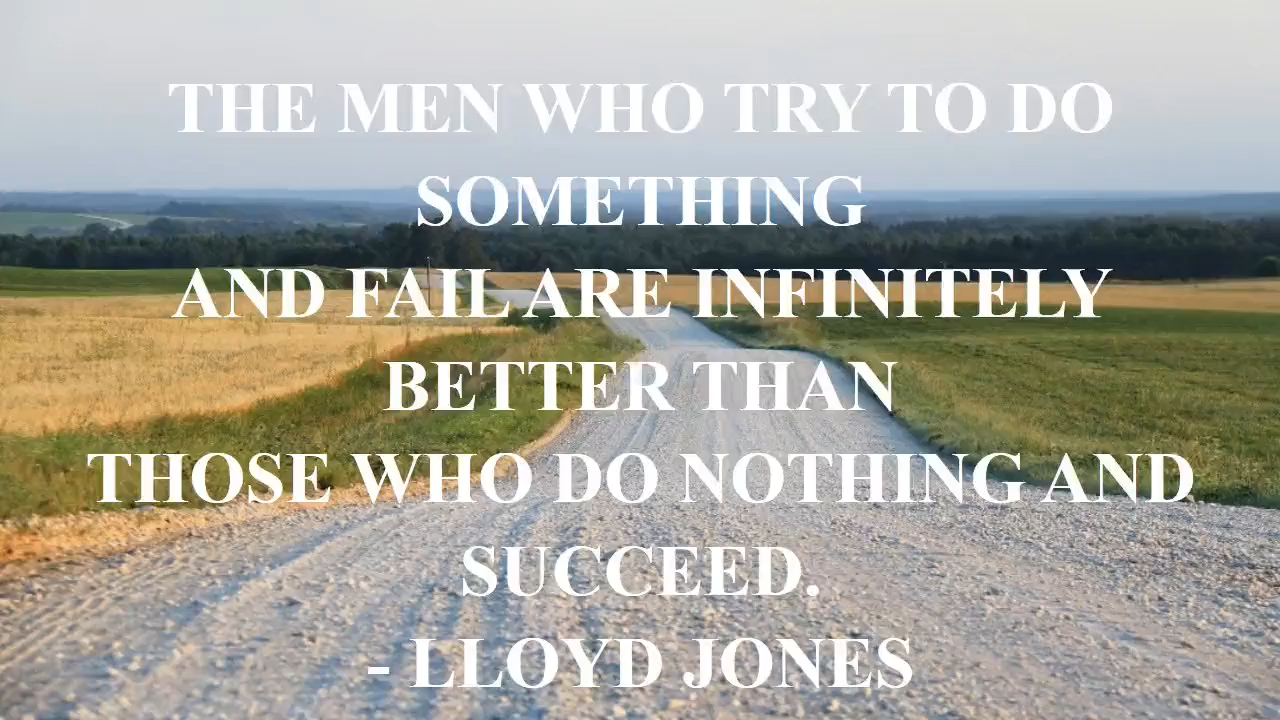 THE MEN WHO TRY TO DO
SOMETHING
AND FAIL ARE INFINITELY
BETTER THAN
THOSE WHO DO NOTHING AND
SUCCEED.
- LLOYD JONES